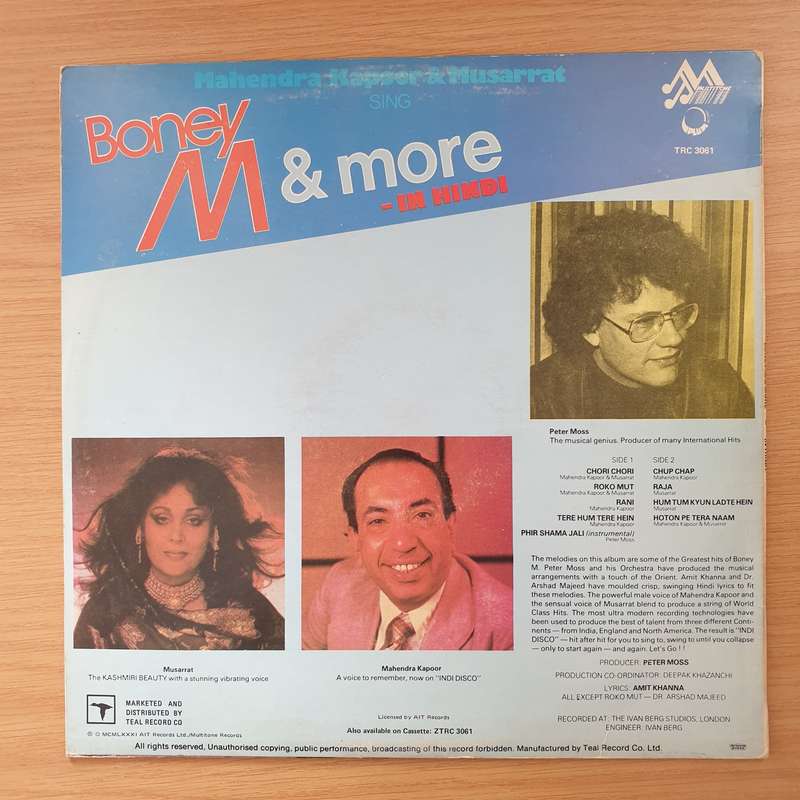 Mahendra Kapoor & Musarrat
SING
Boney
M & more
- IN HINDI
TRC 3061
Peter Moss
The musical genius. Producer of many International Hits
SIDE 1
CHORI CHORI
Mahendra Kapoor & Musarrat
ROKO MUT
Mahendra Kapoor & Musarrat
RANI
Mahendra Kapoor
TERE HUM TERE HEIN
Mahendra Kapoor
PHIR SHAMA JALI (instrumental)
Peter Moss
SIDE 2
CHUP CHAP
Mahendra Kapoor
RAJA
Musarrat
HUM TUM KYUN LADTE HEIN
Musarrat
HOTON PE TERA NAAM
Mahendra Kapoor & Musarrat
The melodies on this album are some of the Greatest hits of Boney
M. Peter Moss and his Orchestra have produced the musical
arrangements with a touch of the Orient. Amit Khanna and Dr.
Arshad Majeed have moulded crisp, swinging Hindi lyrics to fit
these melodies. The powerful male voice of Mahendra Kapoor and
the sensual voice of Musarrat blend to produce a string of World
Class Hits. The most ultra modern recording technologies have
been used to produce the best of talent from three different Conti-
nents — from India, England and North America. The result is "INDI
DISCO" — hit after hit for you to sing, to swing until you collapse
— only to start again — and again. Let's Go ! !
PRODUCER: PETER MOSS
PRODUCTION CO-ORDINATOR: DEEPAK KHAZANCHI
LYRICS: AMIT KHANNA
ALL EXCEPT ROKO MUT — DR. ARSHAD MAJEED
RECORDED AT: THE IVAN BERG STUDIOS, LONDON
ENGINEER: IVAN BERG
Musarrat
The KASHMIRI BEAUTY with a stunning vibrating voice
Mahendra Kapoor
A voice to remember, now on "INDI DISCO"
MARKETED AND
DISTRIBUTED BY
TEAL RECORD CO
Licensed by AIT Records
℗ © MCMLXXXI AIT Records Ltd./Multitone Records
Also available on Cassette: ZTRC 3061
All rights reserved, Unauthorised copying, public performance, broadcasting of this record forbidden. Manufactured by Teal Record Co. Ltd.